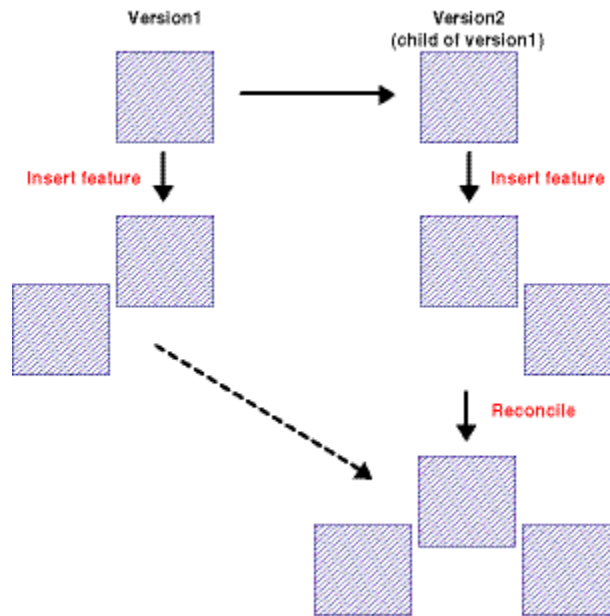 Version1
Version2
(child of version1)
Insert feature
Insert feature
Reconcile